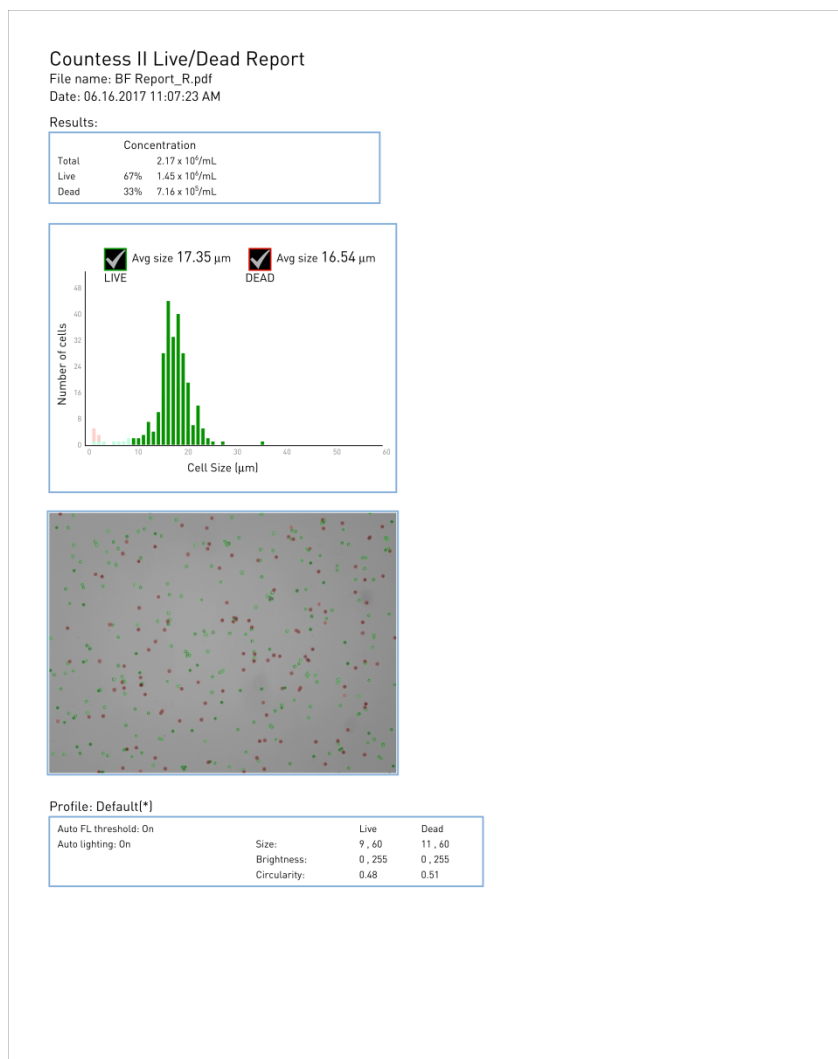 Countess II Live/Dead Report
File name: BF Report_R.pdf
Date: 06.16.2017 11:07:23 AM
Results:
Concentration
Total 2.17 x 10⁶/mL
Live 67% 1.45 x 10⁶/mL
Dead 33% 7.16 x 10⁵/mL
Avg size 17.35 µm Avg size 16.54 µm
LIVE DEAD
Number of cells
48
40
32
24
16
8
0
0 10 20 30 40 50 60
Cell Size (µm)
Profile: Default(*)
Auto FL threshold: On Live Dead
Auto lighting: On Size: 9 , 60 11 , 60
Brightness: 0 , 255 0 , 255
Circularity: 0.48 0.51